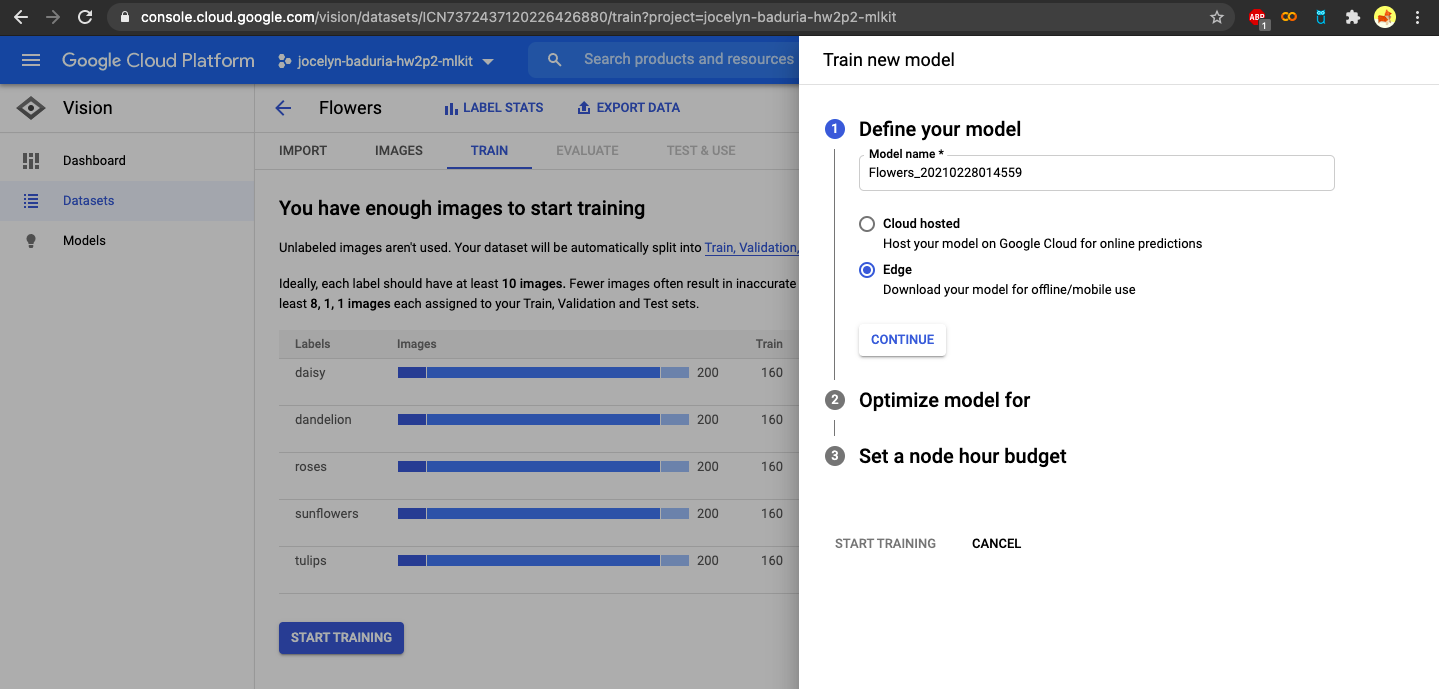 console.cloud.google.com/vision/datasets/ICN7372437120226426880/train?project=jocelyn-baduria-hw2p2-mlkit
ABP
1
Google Cloud Platform
jocelyn-baduria-hw2p2-mlkit
Search products and resources
Vision
Dashboard
Datasets
Models
Flowers
LABEL STATS
EXPORT DATA
IMPORT
IMAGES
TRAIN
EVALUATE
TEST & USE
You have enough images to start training
Unlabeled images aren't used. Your dataset will be automatically split into Train, Validation,
Ideally, each label should have at least 10 images. Fewer images often result in inaccurate
least 8, 1, 1 images each assigned to your Train, Validation and Test sets.
Labels Images Train
daisy 200 160
dandelion 200 160
roses 200 160
sunflowers 200 160
tulips 200 160
START TRAINING
Train new model
1 Define your model
Model name *
Flowers_20210228014559
Cloud hosted
Host your model on Google Cloud for online predictions
Edge
Download your model for offline/mobile use
CONTINUE
2 Optimize model for
3 Set a node hour budget
START TRAINING
CANCEL